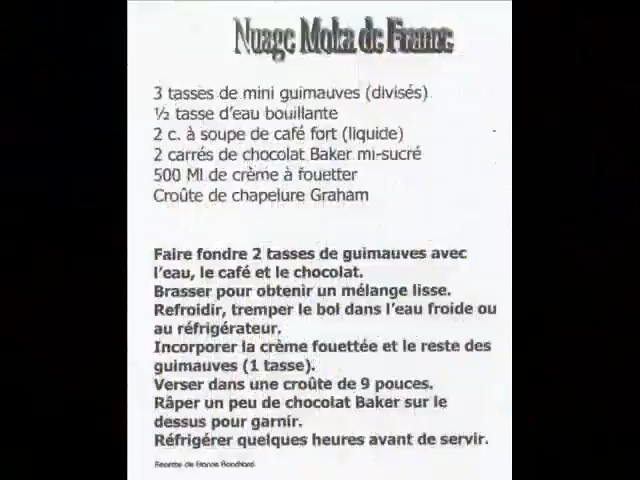 Nuage Moka de France
3 tasses de mini guimauves (divisés)
½ tasse d'eau bouillante
2 c. à soupe de café fort (liquide)
2 carrés de chocolat Baker mi-sucré
500 Ml de crème à fouetter
Croûte de chapelure Graham
Faire fondre 2 tasses de guimauves avec
l'eau, le café et le chocolat.
Brasser pour obtenir un mélange lisse.
Refroidir, tremper le bol dans l'eau froide ou
au réfrigérateur.
Incorporer la crème fouettée et le reste des
guimauves (1 tasse).
Verser dans une croûte de 9 pouces.
Râper un peu de chocolat Baker sur le
dessus pour garnir.
Réfrigérer quelques heures avant de servir.
Recette de France